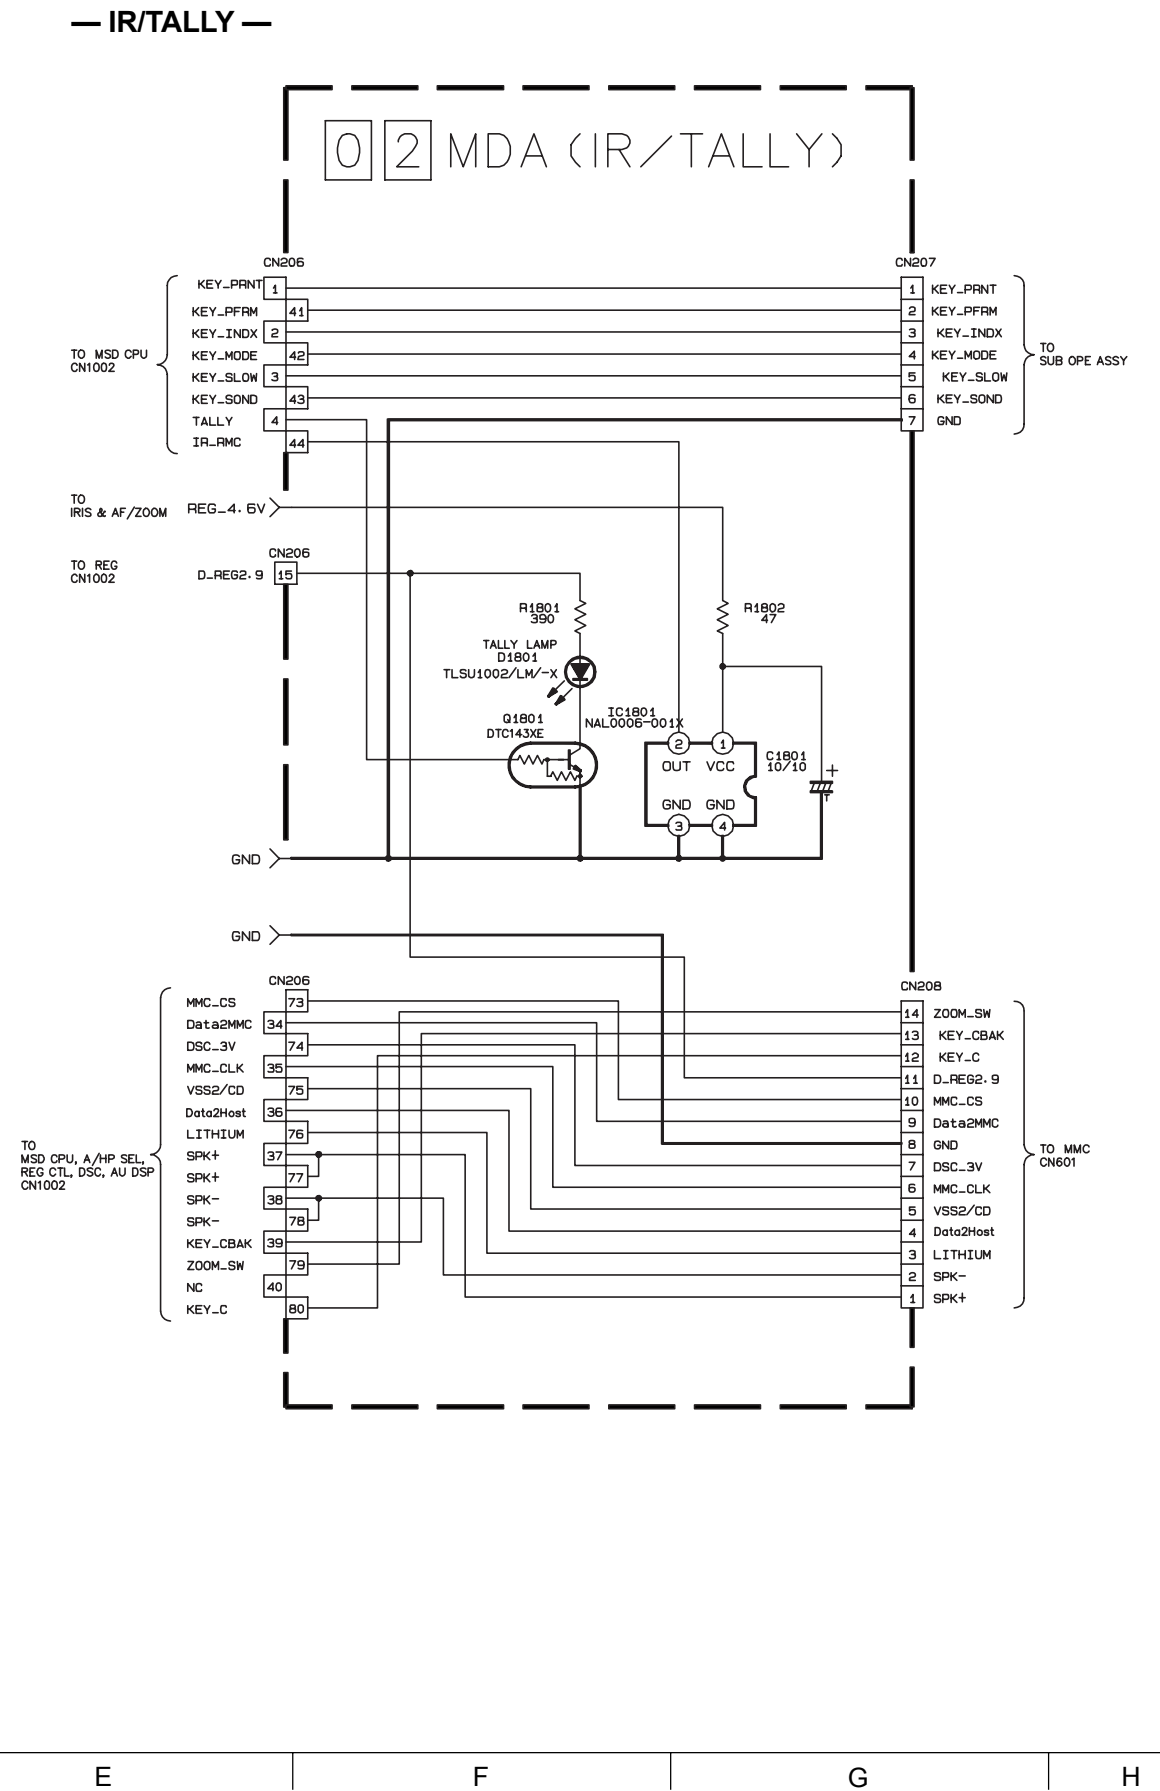 — IR/TALLY —
0 2 MDA (IR/TALLY)
CN206
CN207
KEY_PRNT 1
1 KEY_PRNT
KEY_PFRM 41
2 KEY_PFRM
KEY_INDX 2
3 KEY_INDX
KEY_MODE 42
4 KEY_MODE
KEY_SLOW 3
5 KEY_SLOW
KEY_SOND 43
6 KEY_SOND
TALLY 4
7 GND
IR_RMC 44
TO MSD CPU
CN1002
TO
SUB OPE ASSY
TO
IRIS & AF/ZOOM
REG_4.6V
TO REG
CN1002
CN206
D_REG2.9 15
R1801
390
R1802
47
TALLY LAMP
D1801
TLSU1002/LM/-X
Q1801
DTC143XE
IC1801
NAL0006-001X
2 1
OUT VCC
GND GND
3 4
C1801
10/10
+
T
GND
GND
CN206
CN208
MMC_CS 73
Data2MMC 34
DSC_3V 74
MMC_CLK 35
VSS2/CD 75
Data2Host 36
LITHIUM 76
SPK+ 37
SPK+ 77
SPK- 38
SPK- 78
KEY_CBAK 39
ZOOM_SW 79
NC 40
KEY_C 80
TO
MSD CPU, A/HP SEL,
REG CTL, DSC, AU DSP
CN1002
14 ZOOM_SW
13 KEY_CBAK
12 KEY_C
11 D_REG2.9
10 MMC_CS
9 Data2MMC
8 GND
7 DSC_3V
6 MMC_CLK
5 VSS2/CD
4 Data2Host
3 LITHIUM
2 SPK-
1 SPK+
TO MMC
CN601
E F G H